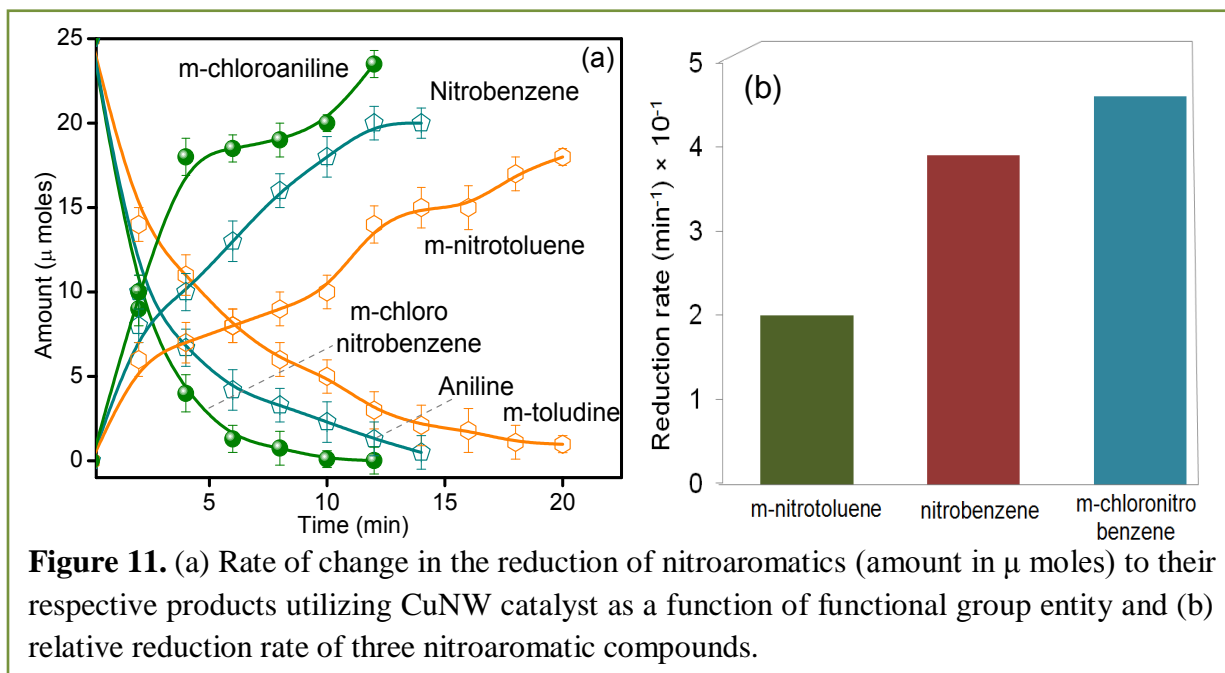 25
20
15
10
5
0
Amount (μ moles)
5
10
15
20
Time (min)
(a)
m-chloroaniline
Nitrobenzene
m-nitrotoluene
m-chloro
nitrobenzene
Aniline
m-toludine
5
4
3
2
1
0
Reduction rate (min⁻¹) × 10⁻¹
(b)
m-nitrotoluene
nitrobenzene
m-chloronitro
benzene
Figure 11. (a) Rate of change in the reduction of nitroaromatics (amount in μ moles) to their
respective products utilizing CuNW catalyst as a function of functional group entity and (b)
relative reduction rate of three nitroaromatic compounds.